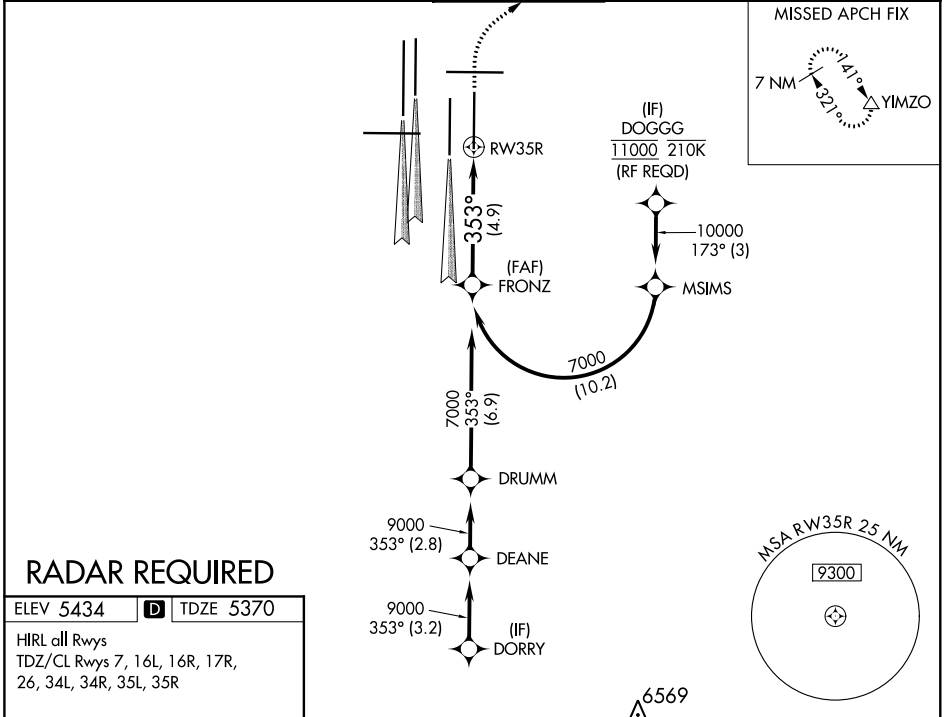 MISSED APCH FIX
7 NM
141°
321°
YIMZO
(IF)
DOGGG
11000 210K
(RF REQD)
RW35R
353°
(4.9)
10000
173° (3)
(FAF)
FRONZ
MSIMS
7000
(10.2)
7000
353°
(6.9)
DRUMM
9000
353° (2.8)
DEANE
9000
353° (3.2)
(IF)
DORRY
MSA RW35R 25 NM
9300
6569
RADAR REQUIRED
ELEV 5434 D TDZE 5370
HIRL all Rwys
TDZ/CL Rwys 7, 16L, 16R, 17R,
26, 34L, 34R, 35L, 35R